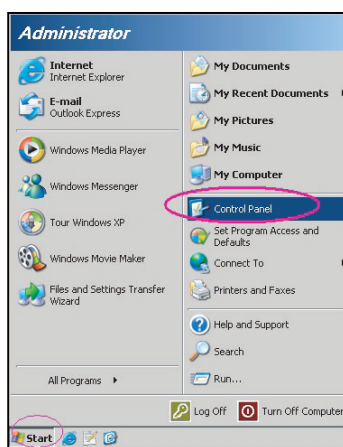 Administrator
Internet
Internet Explorer
E-mail
Outlook Express
Windows Media Player
Windows Messenger
Tour Windows XP
Windows Movie Maker
Files and Settings Transfer
Wizard
All Programs
My Documents
My Recent Documents
My Pictures
My Music
My Computer
Control Panel
Set Program Access and
Defaults
Connect To
Printers and Faxes
Help and Support
Search
Run...
Log Off
Turn Off Computer
Start